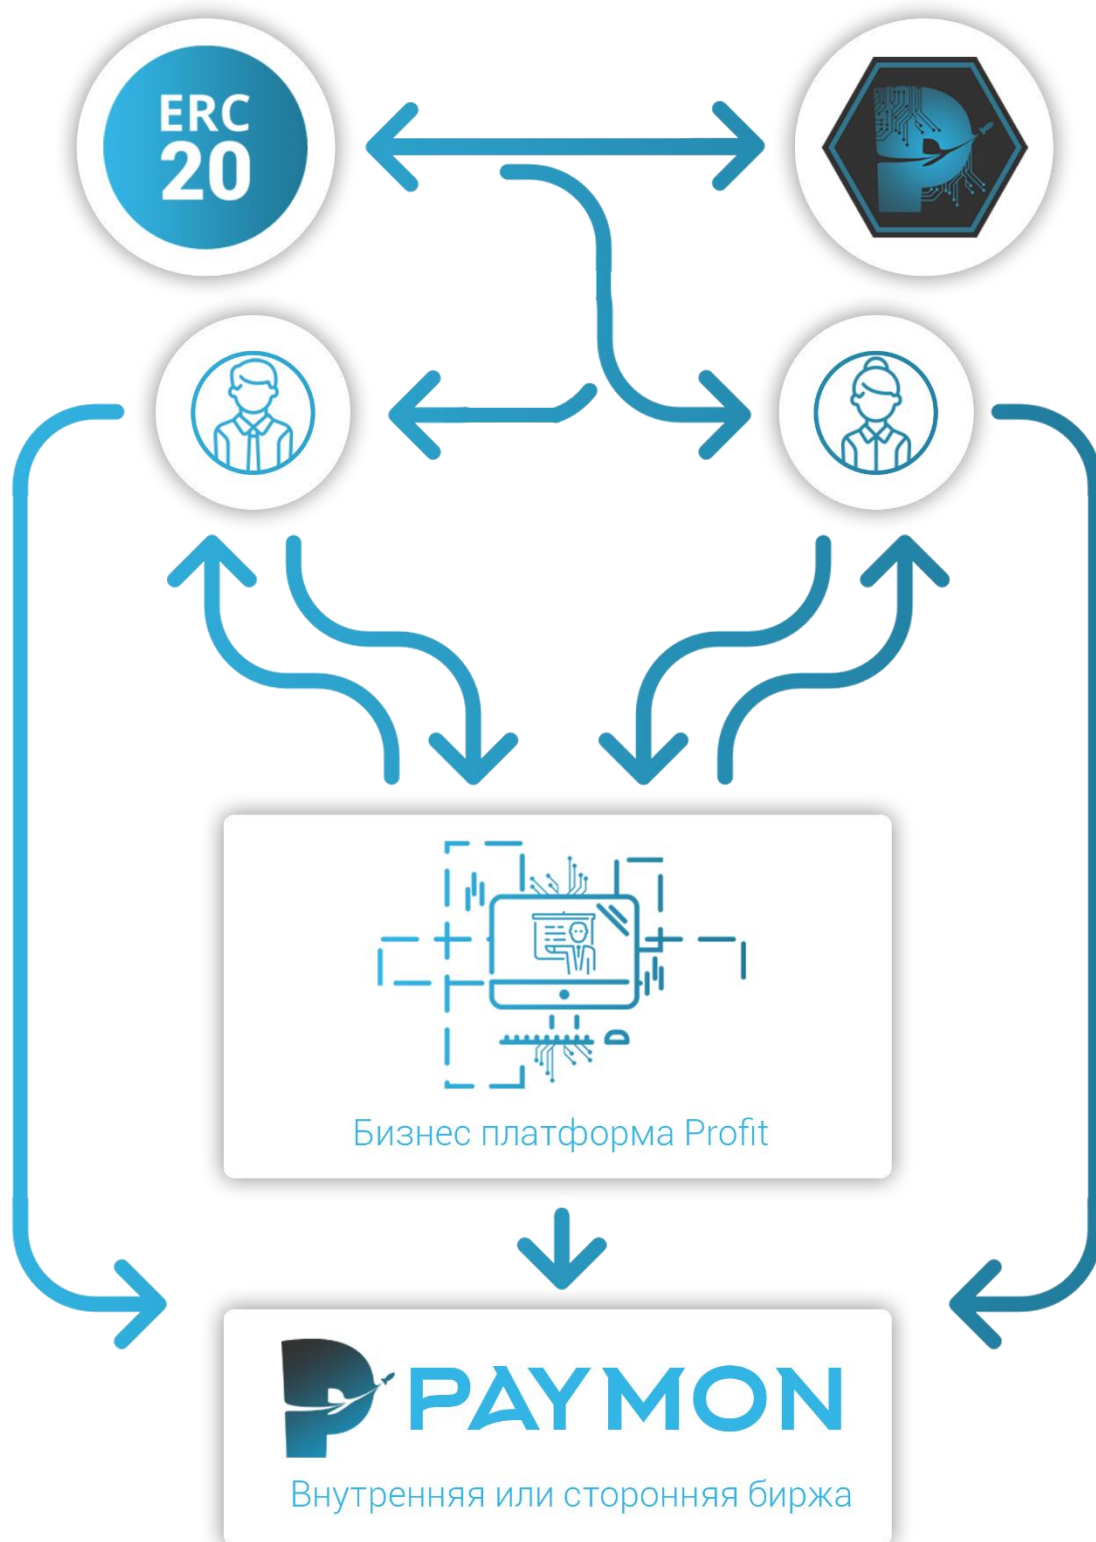 ERC
20
Бизнес платформа Profit
PAYMON
Внутренняя или сторонняя биржа